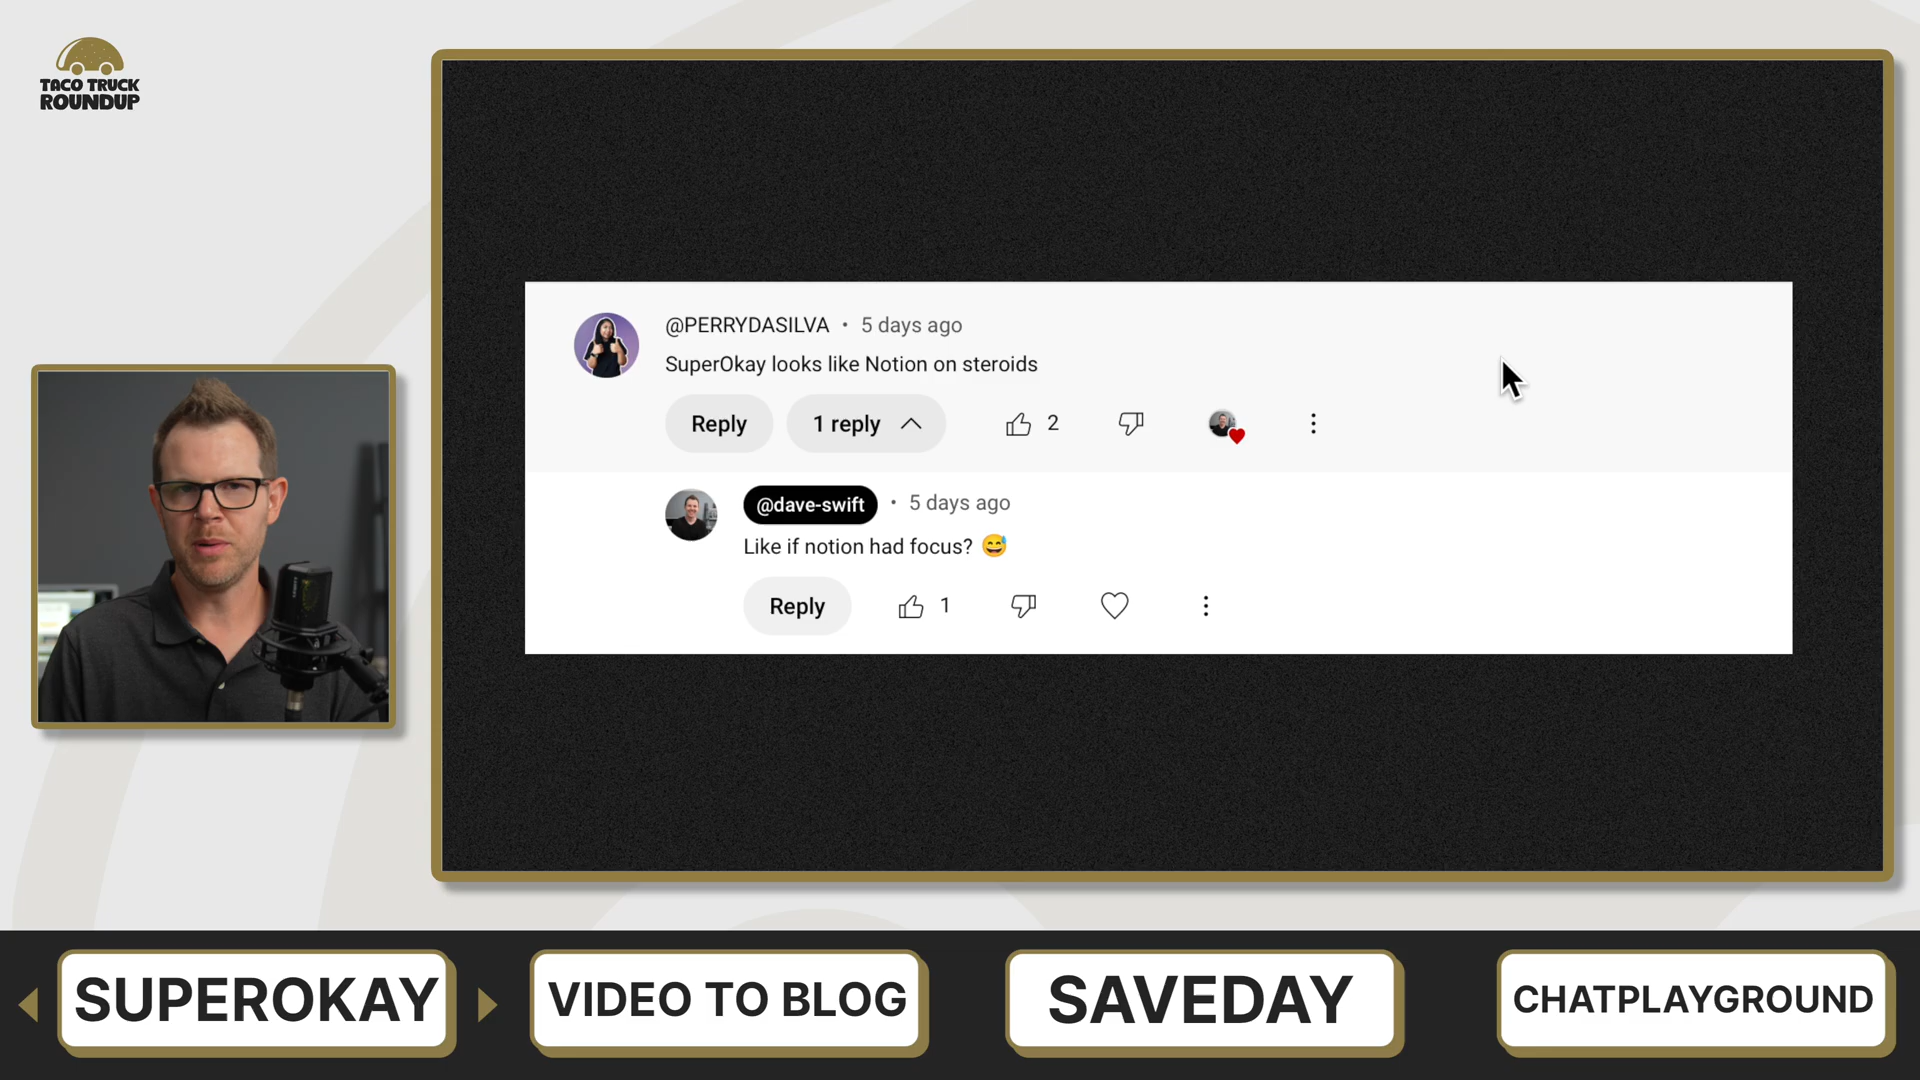 TACO TRUCK
ROUNDUP
@PERRYDASILVA • 5 days ago
SuperOkay looks like Notion on steroids
Reply 1 reply 2
@dave-swift • 5 days ago
Like if notion had focus? 😅
Reply 1
SUPEROKAY VIDEO TO BLOG SAVEDAY CHATPLAYGROUND